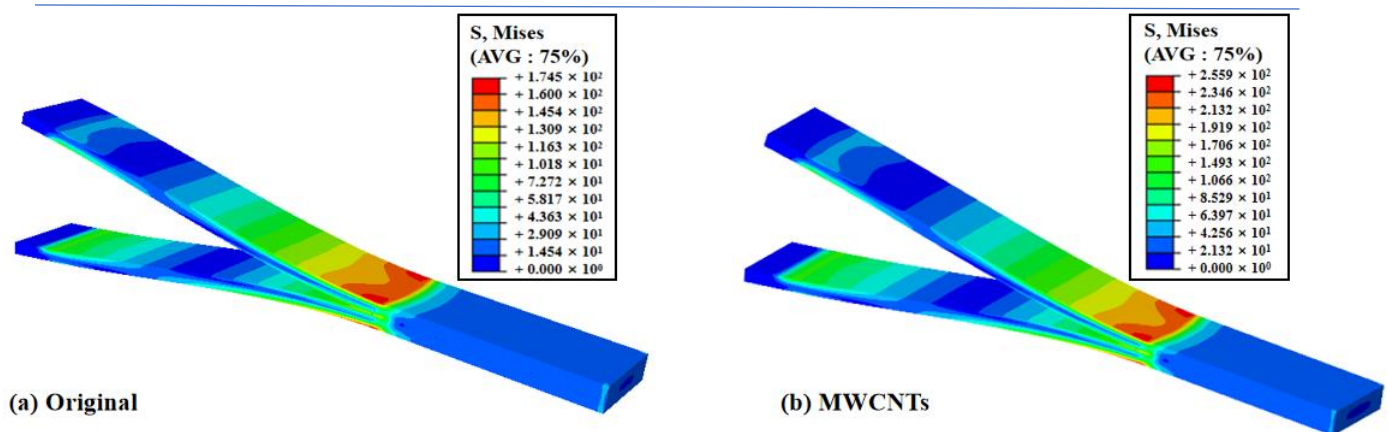 S, Mises
(AVG : 75%)
+ 1.745 × 10²
+ 1.600 × 10²
+ 1.454 × 10²
+ 1.309 × 10²
+ 1.163 × 10²
+ 1.018 × 10¹
+ 7.272 × 10¹
+ 5.817 × 10¹
+ 4.363 × 10¹
+ 2.909 × 10¹
+ 1.454 × 10¹
+ 0.000 × 10⁰
(a) Original
S, Mises
(AVG : 75%)
+ 2.559 × 10²
+ 2.346 × 10²
+ 2.132 × 10²
+ 1.919 × 10²
+ 1.706 × 10²
+ 1.493 × 10²
+ 1.066 × 10²
+ 8.529 × 10¹
+ 6.397 × 10¹
+ 4.256 × 10¹
+ 2.132 × 10¹
+ 0.000 × 10⁰
(b) MWCNTs